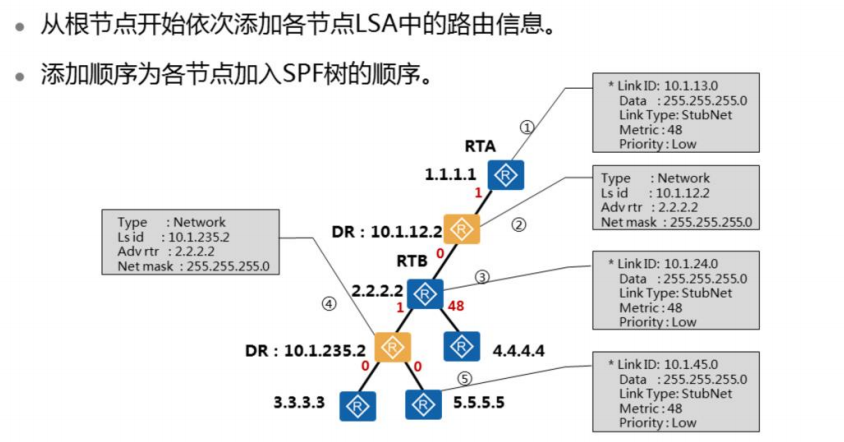 • 从根节点开始依次添加各节点LSA中的路由信息。
• 添加顺序为各节点加入SPF树的顺序。
* Link ID: 10.1.13.0
Data : 255.255.255.0
Link Type: StubNet
Metric : 48
Priority : Low
①
RTA
1.1.1.1
1
Type : Network
Ls id : 10.1.12.2
Adv rtr : 2.2.2.2
Net mask : 255.255.255.0
②
DR : 10.1.12.2
0
Type : Network
Ls id : 10.1.235.2
Adv rtr : 2.2.2.2
Net mask : 255.255.255.0
RTB
2.2.2.2
③
1
48
* Link ID: 10.1.24.0
Data : 255.255.255.0
Link Type: StubNet
Metric : 48
Priority : Low
④
DR : 10.1.235.2
0
0
4.4.4.4
⑤
3.3.3.3
5.5.5.5
* Link ID: 10.1.45.0
Data : 255.255.255.0
Link Type: StubNet
Metric : 48
Priority : Low
R
R
R
R
R
R
R